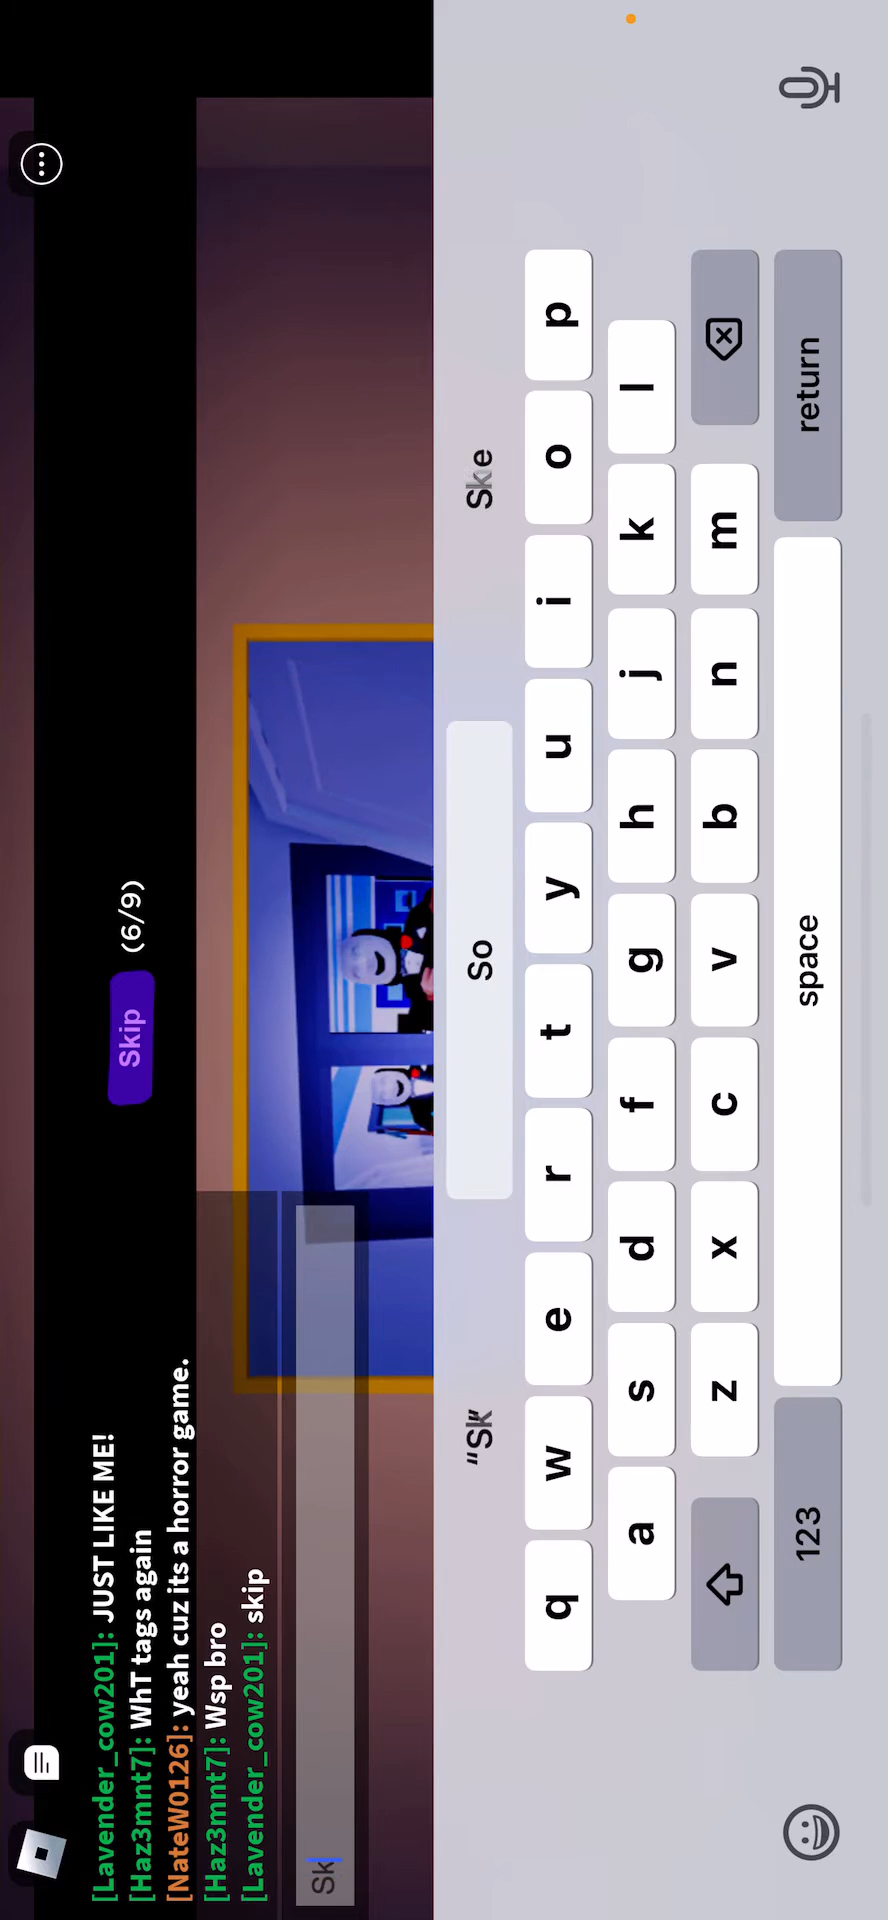 [Lavender_cow201]: JUST LIKE ME!
[Haz3mnt7]: WhT tags again
[NateW0126]: yeah cuz its a horror game.
[Haz3mnt7]: Wsp bro
[Lavender_cow201]: skip
Skip (6/9)
Sk
“Sk” So Ske
q w e r t y u i o p
a s d f g h j k l
z x c v b n m
123 space return